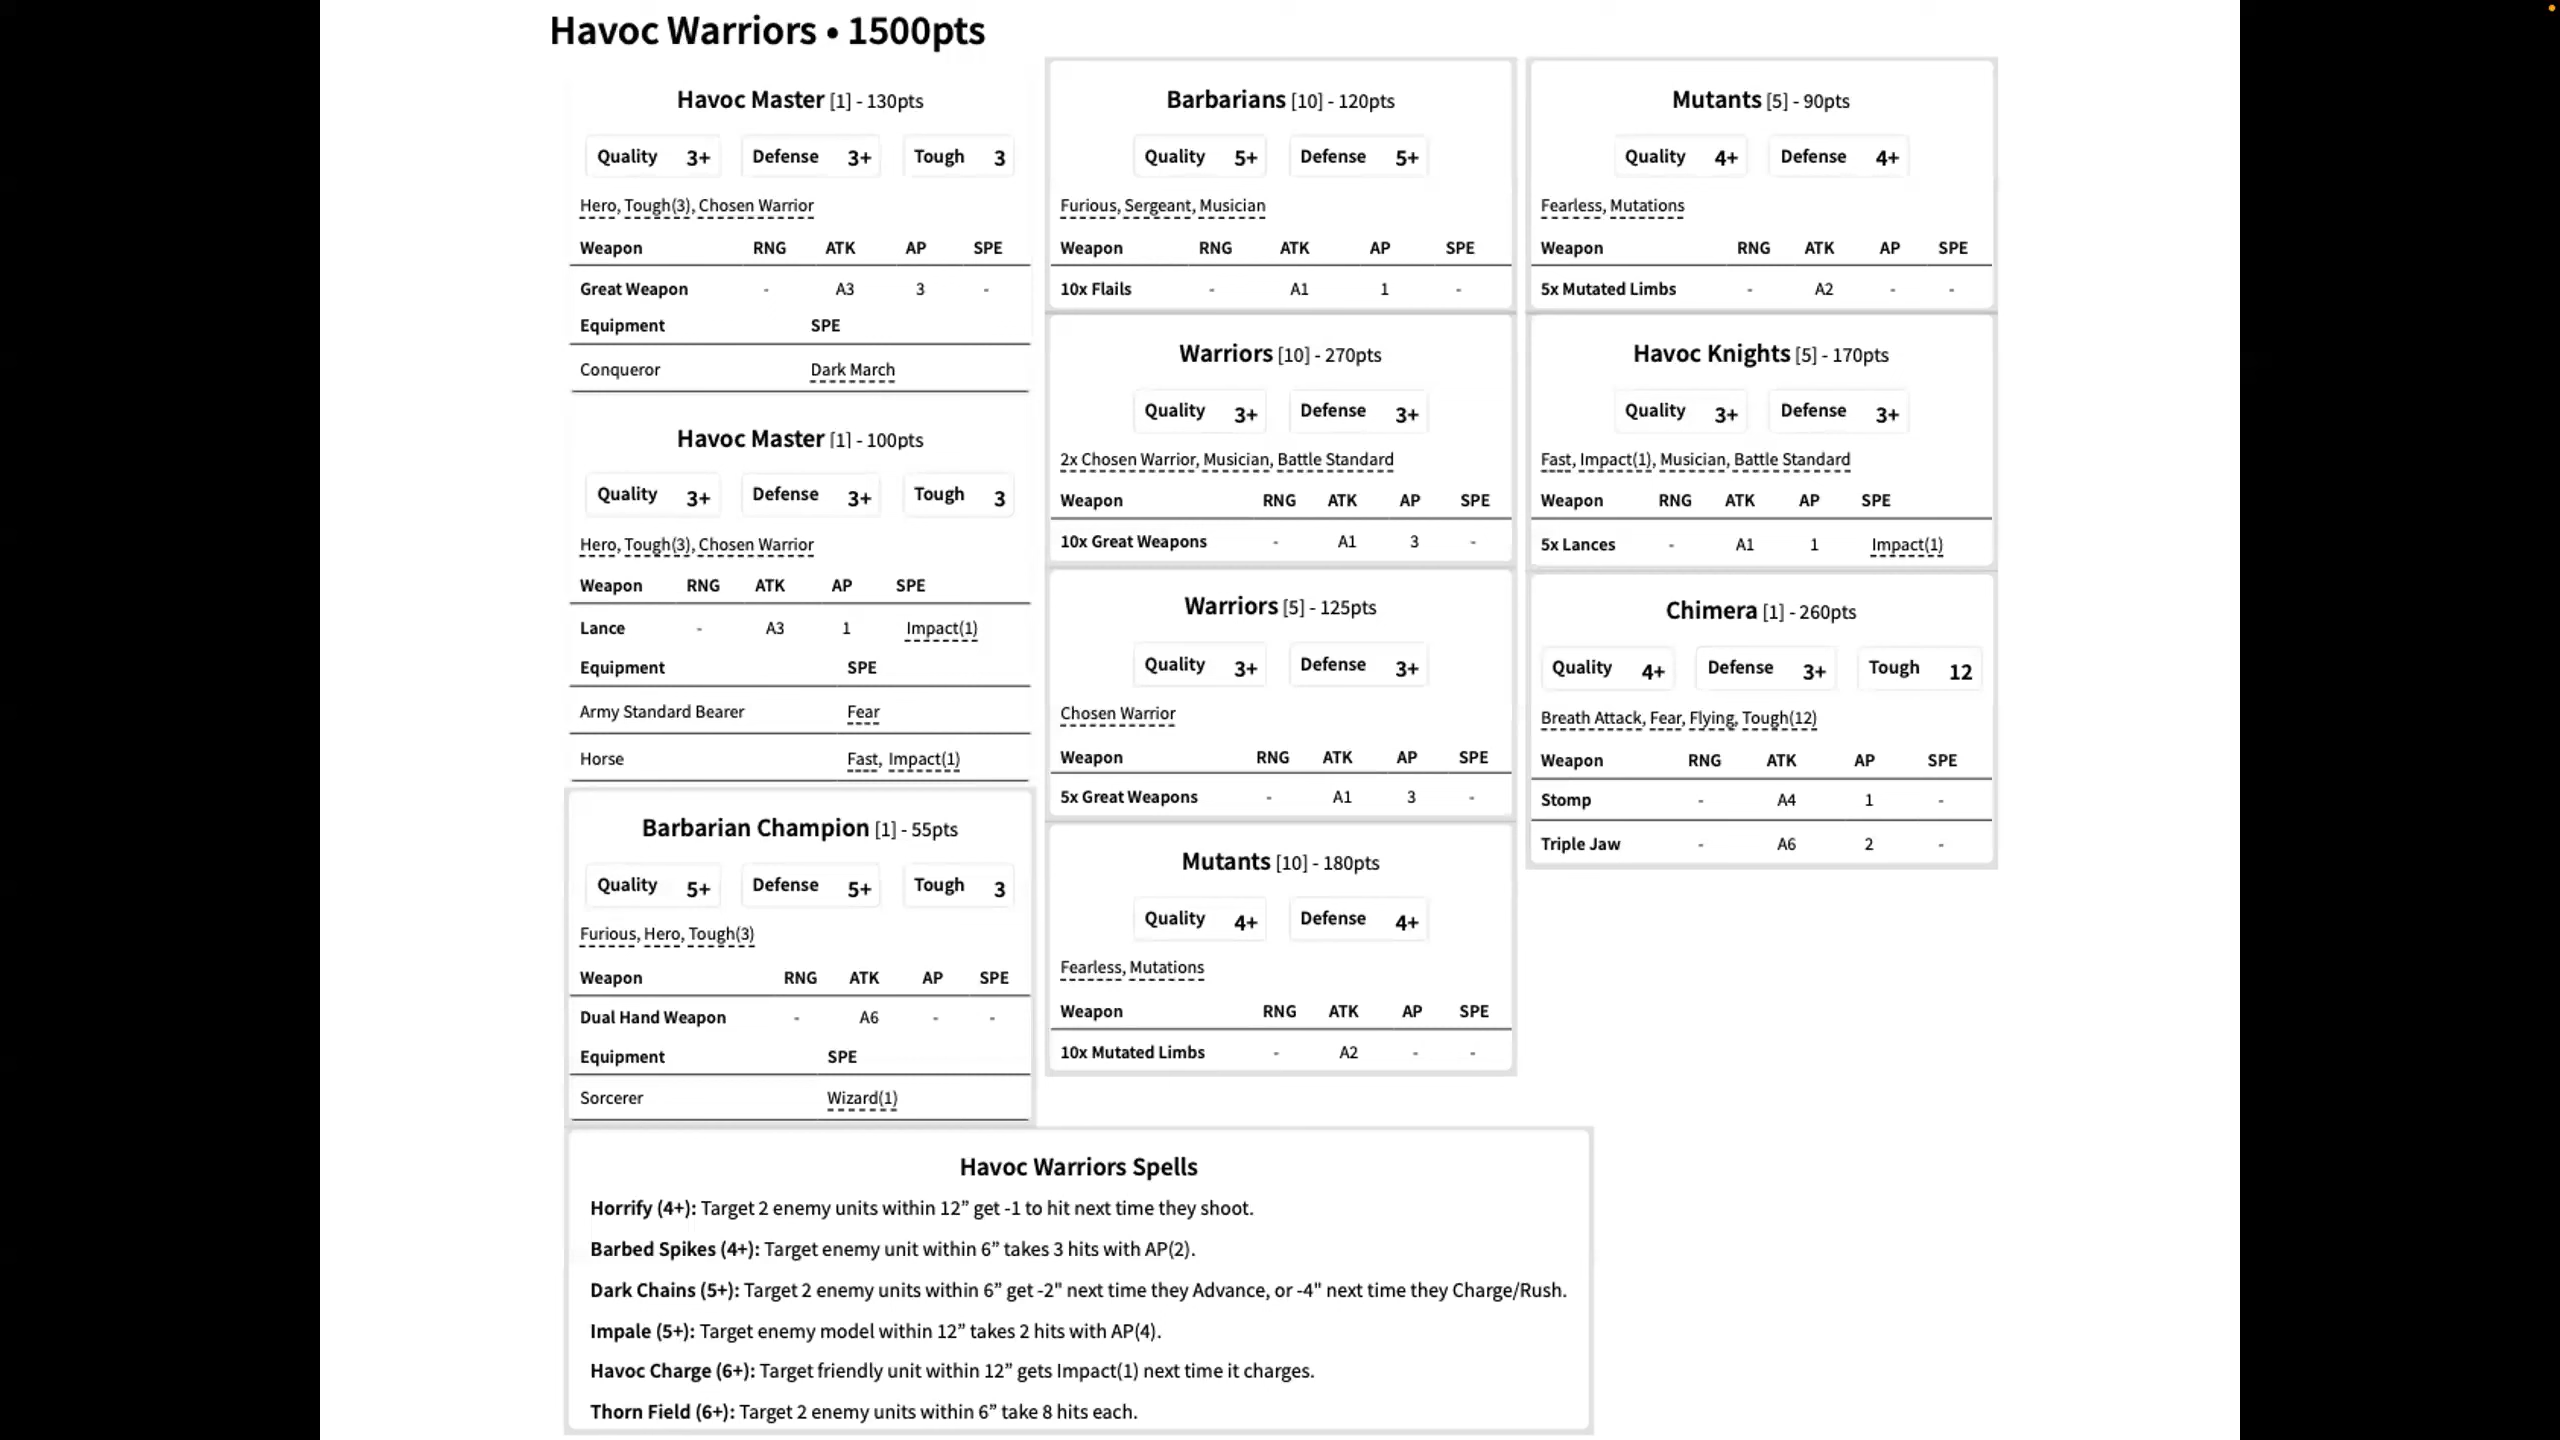 Havoc Warriors • 1500pts
Havoc Master [1] - 130pts
Quality 3+ Defense 3+ Tough 3
Hero, Tough(3), Chosen Warrior
Weapon RNG ATK AP SPE
Great Weapon - A3 3 -
Equipment SPE
Conqueror Dark March
Havoc Master [1] - 100pts
Quality 3+ Defense 3+ Tough 3
Hero, Tough(3), Chosen Warrior
Weapon RNG ATK AP SPE
Lance - A3 1 Impact(1)
Equipment SPE
Army Standard Bearer Fear
Horse Fast, Impact(1)
Barbarian Champion [1] - 55pts
Quality 5+ Defense 5+ Tough 3
Furious, Hero, Tough(3)
Weapon RNG ATK AP SPE
Dual Hand Weapon - A6 - -
Equipment SPE
Sorcerer Wizard(1)
Barbarians [10] - 120pts
Quality 5+ Defense 5+
Furious, Sergeant, Musician
Weapon RNG ATK AP SPE
10x Flails - A1 1 -
Warriors [10] - 270pts
Quality 3+ Defense 3+
2x Chosen Warrior, Musician, Battle Standard
Weapon RNG ATK AP SPE
10x Great Weapons - A1 3 -
Warriors [5] - 125pts
Quality 3+ Defense 3+
Chosen Warrior
Weapon RNG ATK AP SPE
5x Great Weapons - A1 3 -
Mutants [10] - 180pts
Quality 4+ Defense 4+
Fearless, Mutations
Weapon RNG ATK AP SPE
10x Mutated Limbs - A2 - -
Mutants [5] - 90pts
Quality 4+ Defense 4+
Fearless, Mutations
Weapon RNG ATK AP SPE
5x Mutated Limbs - A2 - -
Havoc Knights [5] - 170pts
Quality 3+ Defense 3+
Fast, Impact(1), Musician, Battle Standard
Weapon RNG ATK AP SPE
5x Lances - A1 1 Impact(1)
Chimera [1] - 260pts
Quality 4+ Defense 3+ Tough 12
Breath Attack, Fear, Flying, Tough(12)
Weapon RNG ATK AP SPE
Stomp - A4 1 -
Triple Jaw - A6 2 -
Havoc Warriors Spells
Horrify (4+): Target 2 enemy units within 12” get -1 to hit next time they shoot.
Barbed Spikes (4+): Target enemy unit within 6” takes 3 hits with AP(2).
Dark Chains (5+): Target 2 enemy units within 6” get -2" next time they Advance, or -4" next time they Charge/Rush.
Impale (5+): Target enemy model within 12” takes 2 hits with AP(4).
Havoc Charge (6+): Target friendly unit within 12” gets Impact(1) next time it charges.
Thorn Field (6+): Target 2 enemy units within 6” take 8 hits each.